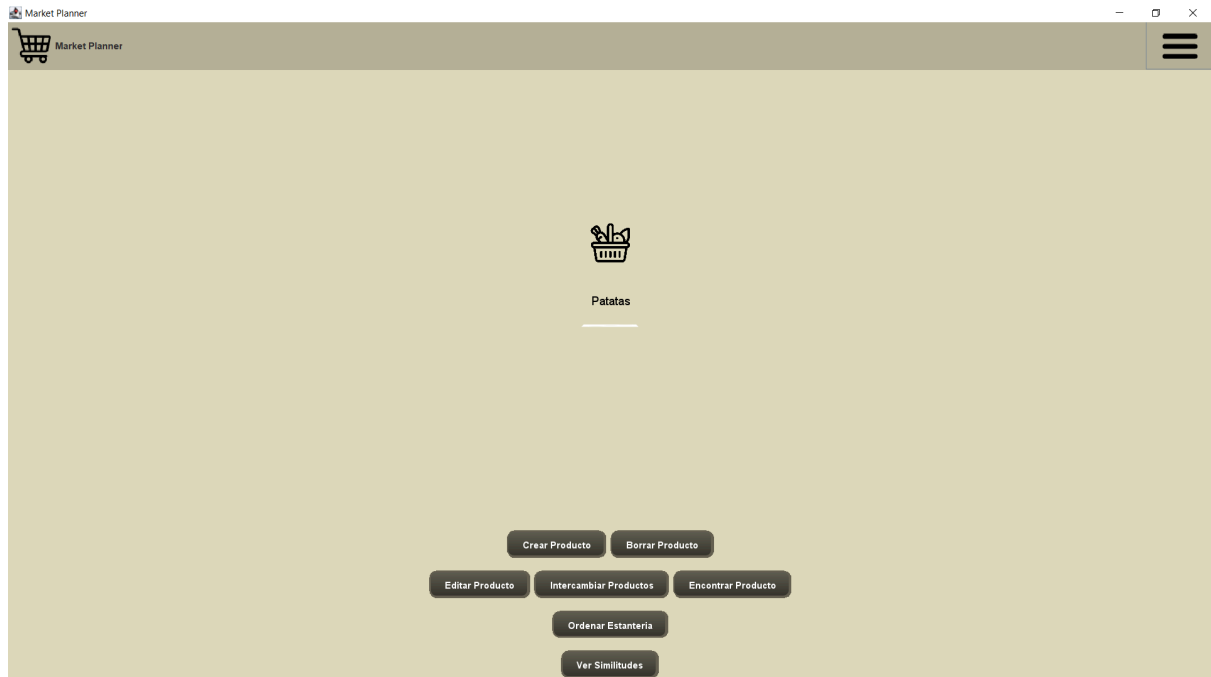 Market Planner
Market Planner
Patatas
Crear Producto Borrar Producto
Editar Producto Intercambiar Productos Encontrar Producto
Ordenar Estanteria
Ver Similitudes